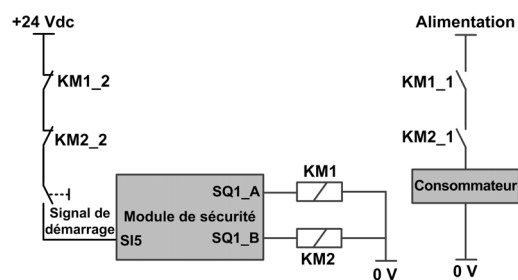 +24 Vdc
Alimentation
KM1_2
KM1_1
KM2_2
KM2_1
Signal de
démarrage
SI5
Module de sécurité
SQ1_A
SQ1_B
KM1
KM2
0 V
Consommateur
0 V